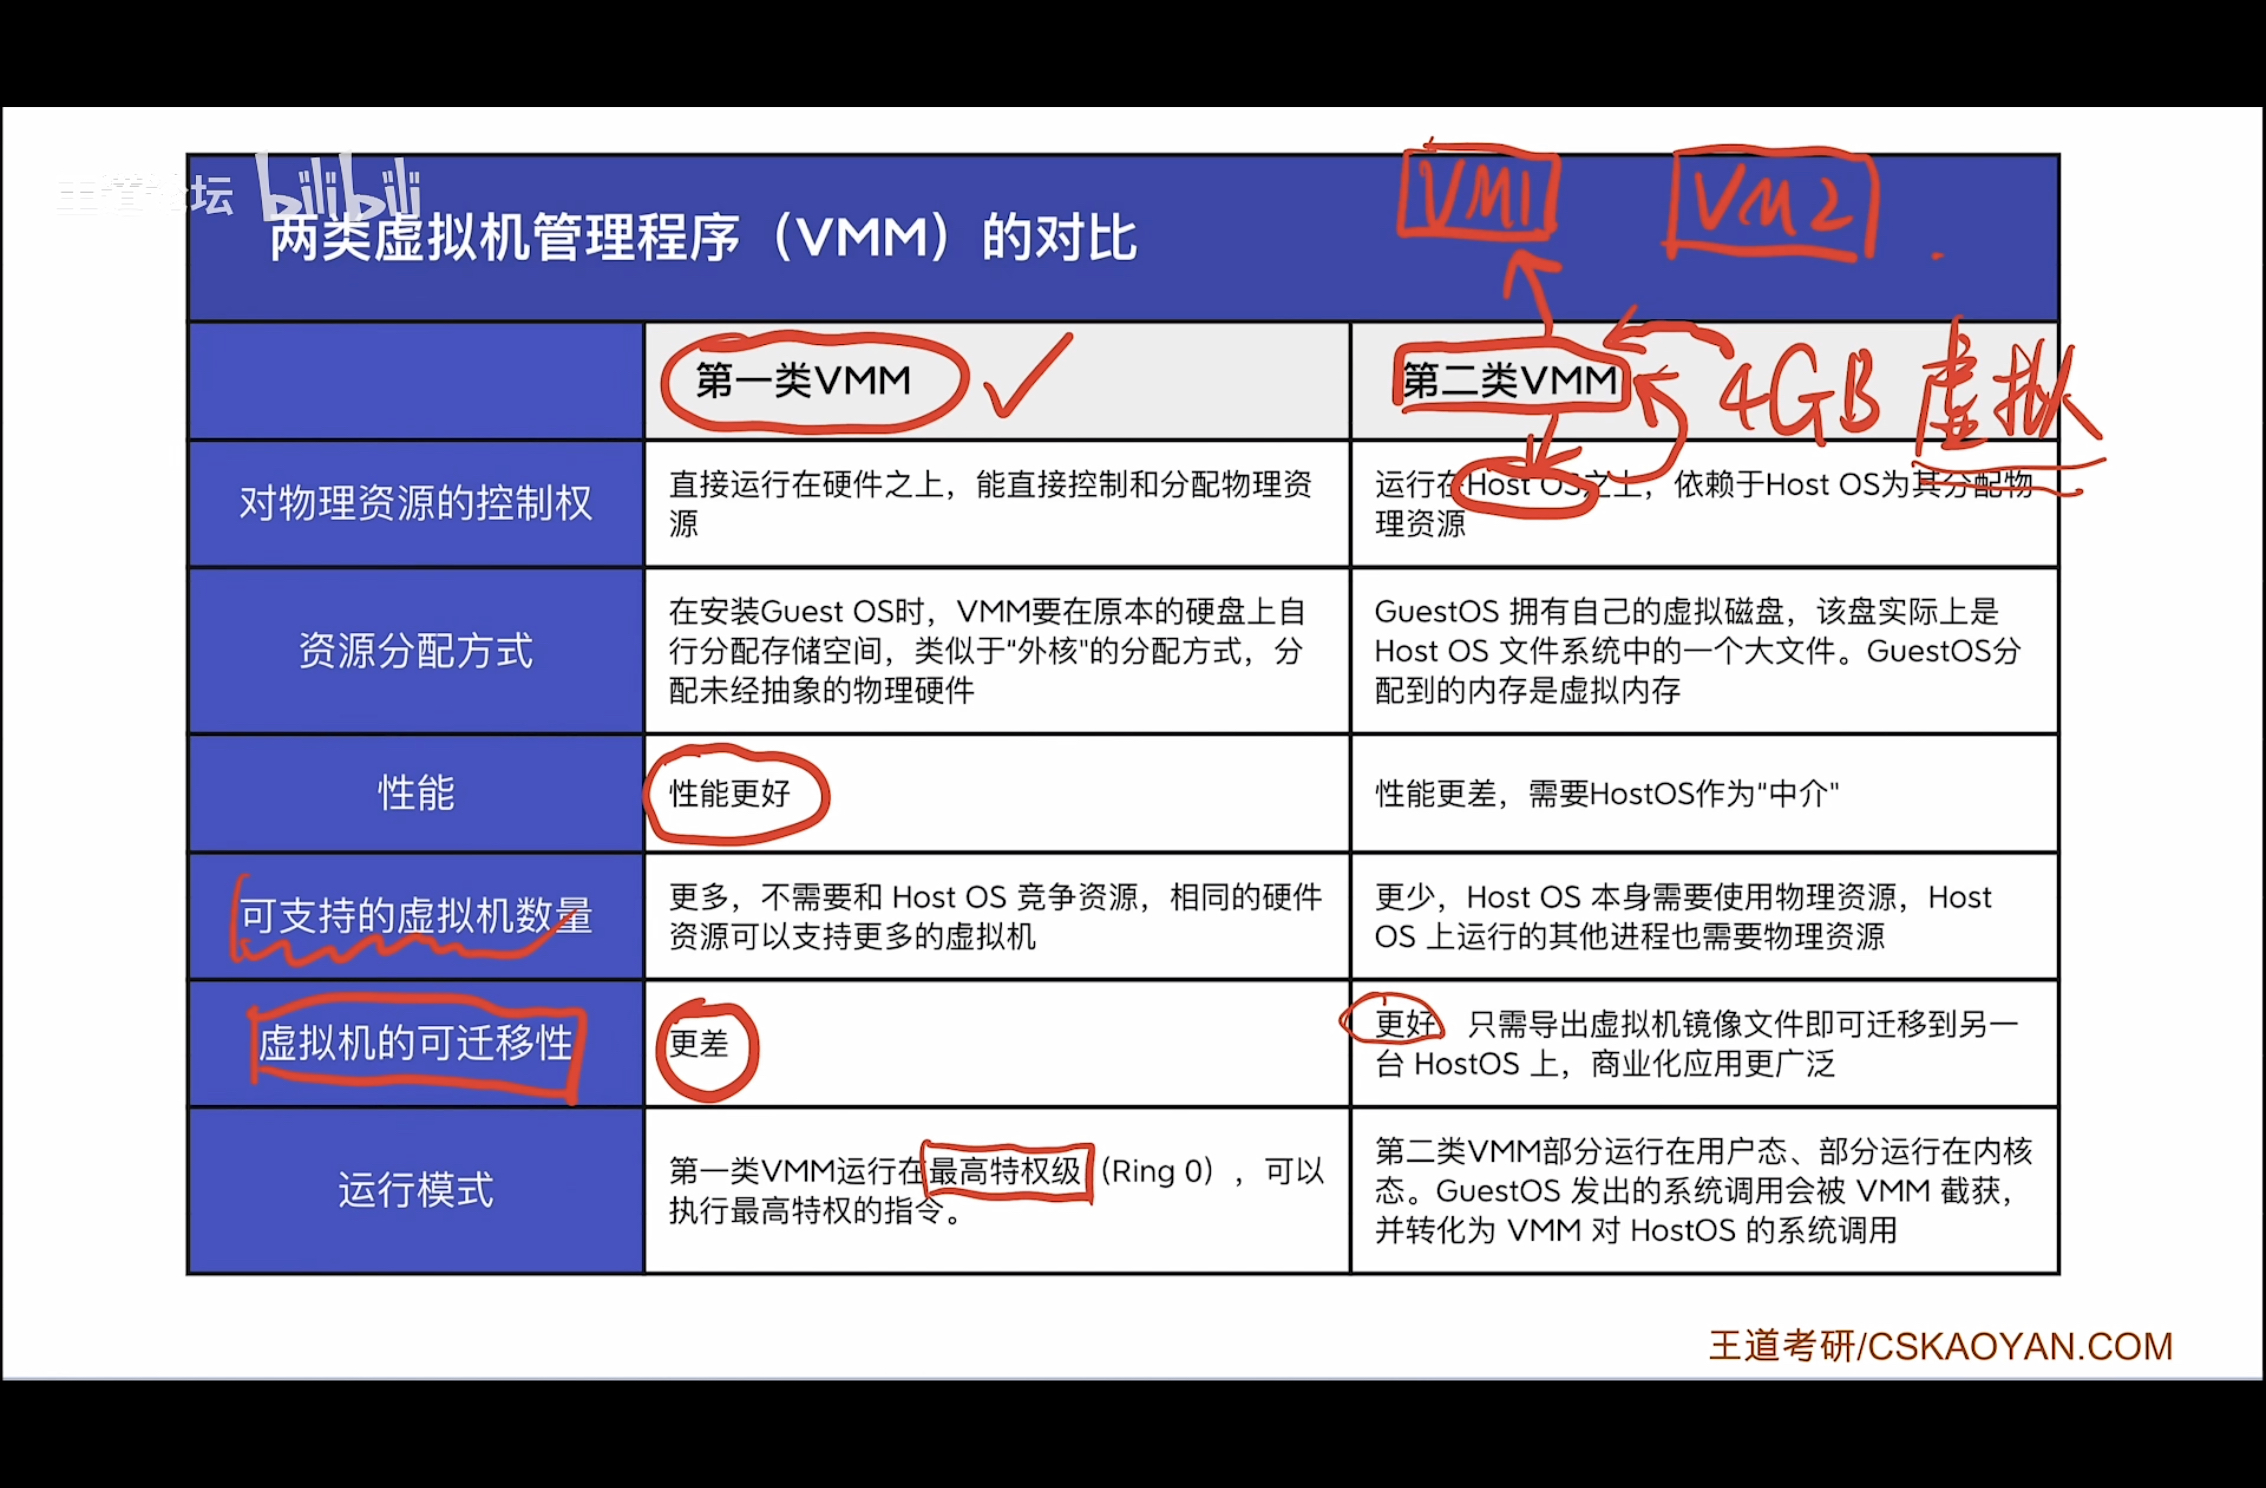 bilibili
VM1 VM2
两类虚拟机管理程序（VMM）的对比
第一类VMM
第二类VMM
4GB 虚拟
对物理资源的控制权
直接运行在硬件之上，能直接控制和分配物理资
源
运行在Host OS之上，依赖于Host OS为其分配物
理资源
资源分配方式
在安装Guest OS时，VMM要在原本的硬盘上自
行分配存储空间，类似于“外核”的分配方式，分
配未经抽象的物理硬件
GuestOS 拥有自己的虚拟磁盘，该盘实际上是
Host OS 文件系统中的一个大文件。GuestOS分
配到的内存是虚拟内存
性能
性能更好
性能更差，需要HostOS作为"中介"
可支持的虚拟机数量
更多，不需要和 Host OS 竞争资源，相同的硬件
资源可以支持更多的虚拟机
更少，Host OS 本身需要使用物理资源，Host
OS 上运行的其他进程也需要物理资源
虚拟机的可迁移性
更差
更好，只需导出虚拟机镜像文件即可迁移到另一
台 HostOS 上，商业化应用更广泛
运行模式
第一类VMM运行在最高特权级（Ring 0），可以
执行最高特权的指令。
第二类VMM部分运行在用户态、部分运行在内核
态。GuestOS 发出的系统调用会被 VMM 截获，
并转化为 VMM 对 HostOS 的系统调用
王道考研/CSKAOYAN.COM